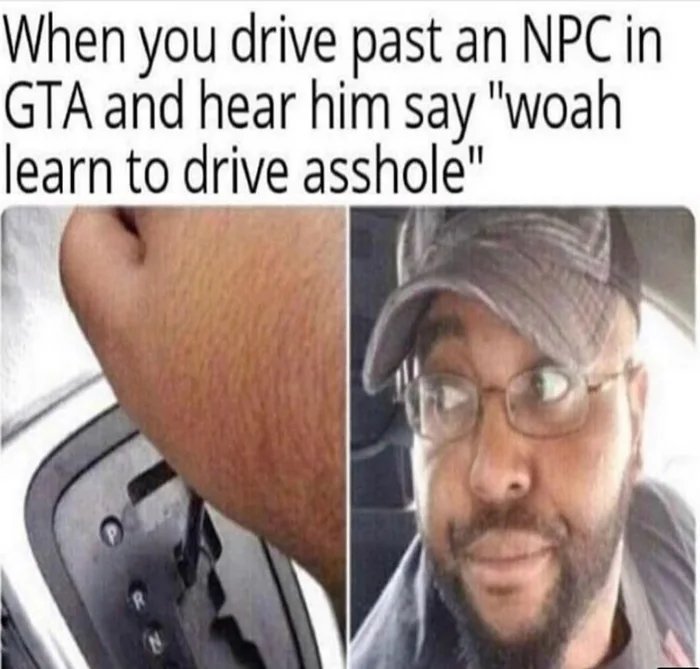 When you drive past an NPC in
GTA and hear him say "woah
learn to drive asshole"
P
R
N